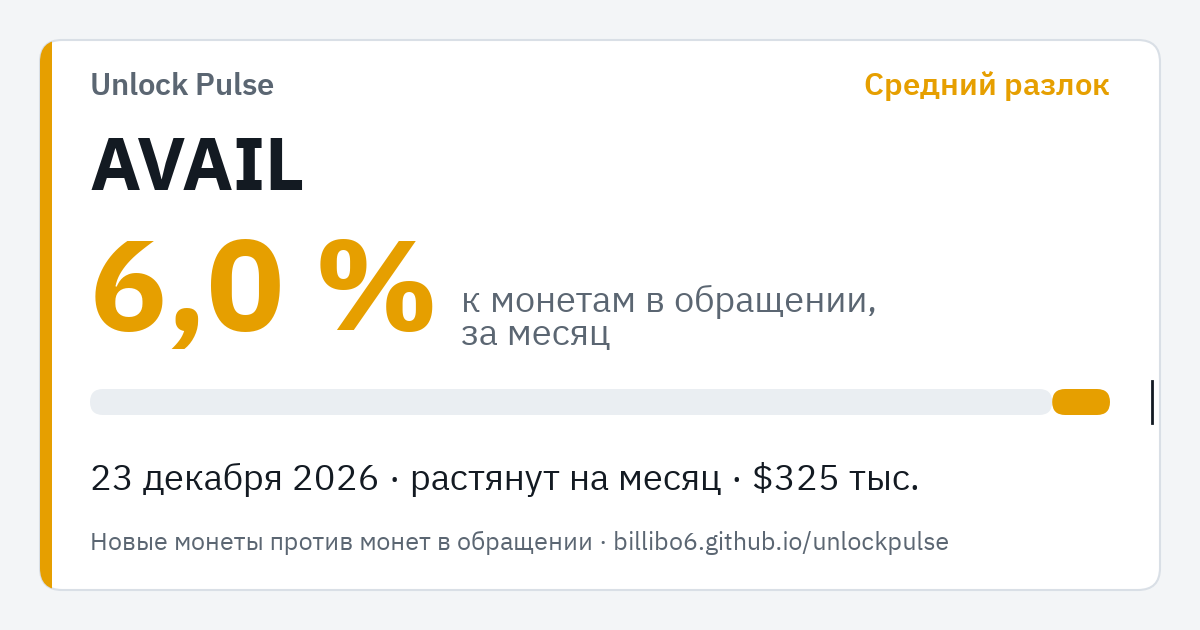 Unlock Pulse
Средний разлок
AVAIL
6,0 %
к монетам в обращении,
за месяц
23 декабря 2026 · растянут на месяц · $325 тыс.
Новые монеты против монет в обращении · billibo6.github.io/unlockpulse